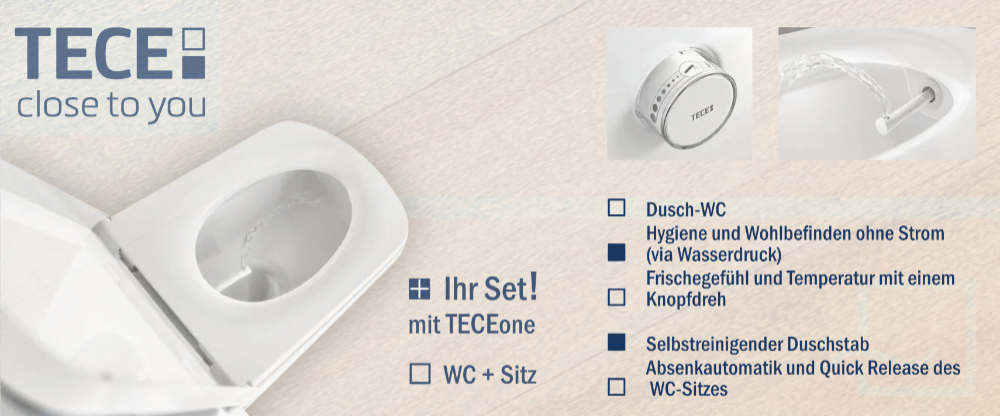 TECE
close to you
TECE
Ihr Set!
mit TECEone
WC + Sitz
Dusch-WC
Hygiene und Wohlbefinden ohne Strom
(via Wasserdruck)
Frischegefühl und Temperatur mit einem
Knopfdreh
Selbstreinigender Duschstab
Absenkautomatik und Quick Release des
WC-Sitzes